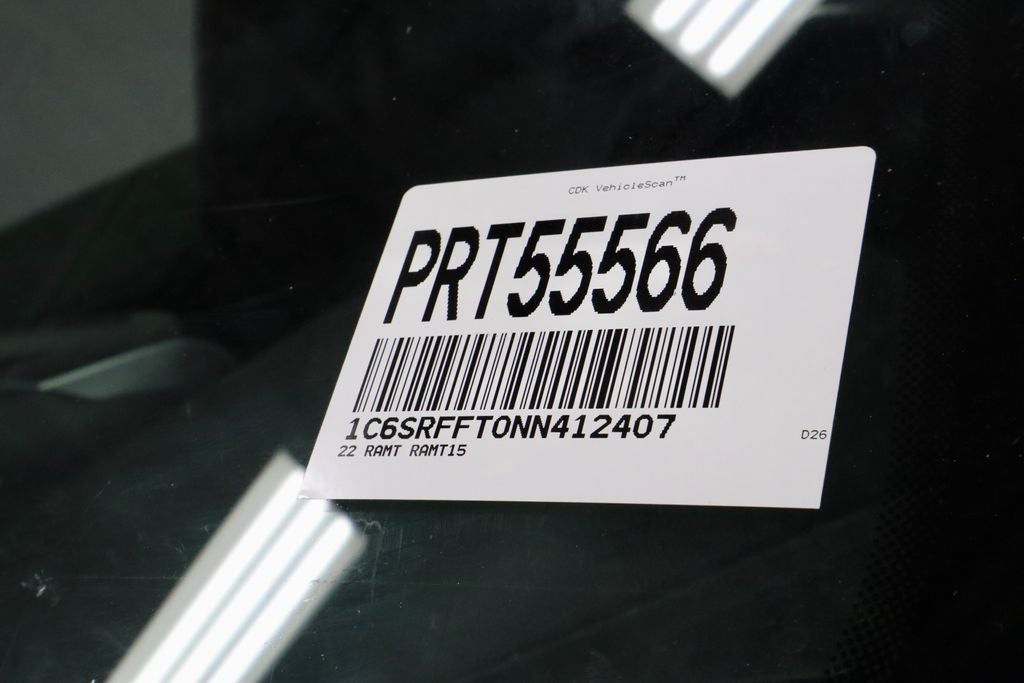 CDK VehicleScan™
PRT55566
1C6SRFFT0NN412407
22 RAMT RAMT15
D26